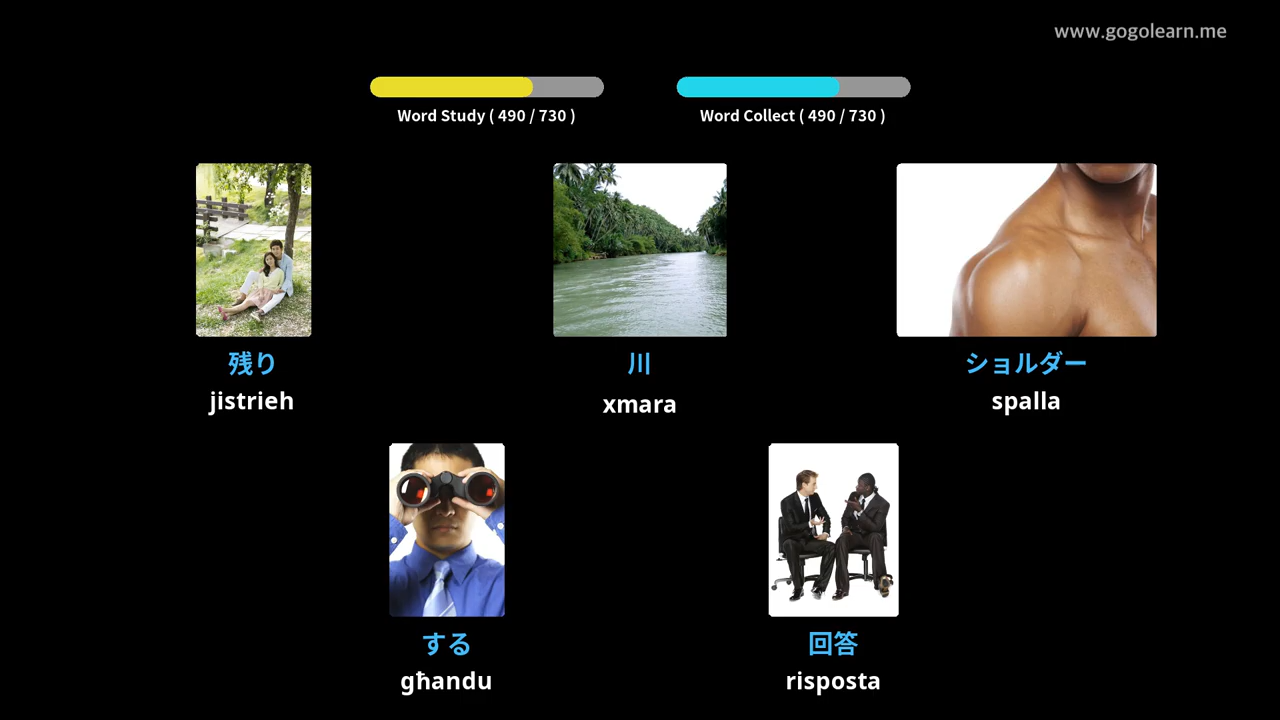 www.gogolearn.me
Word Study ( 490 / 730 )
Word Collect ( 490 / 730 )
残り
jistrieh
川
xmara
ショルダー
spalla
する
għandu
回答
risposta